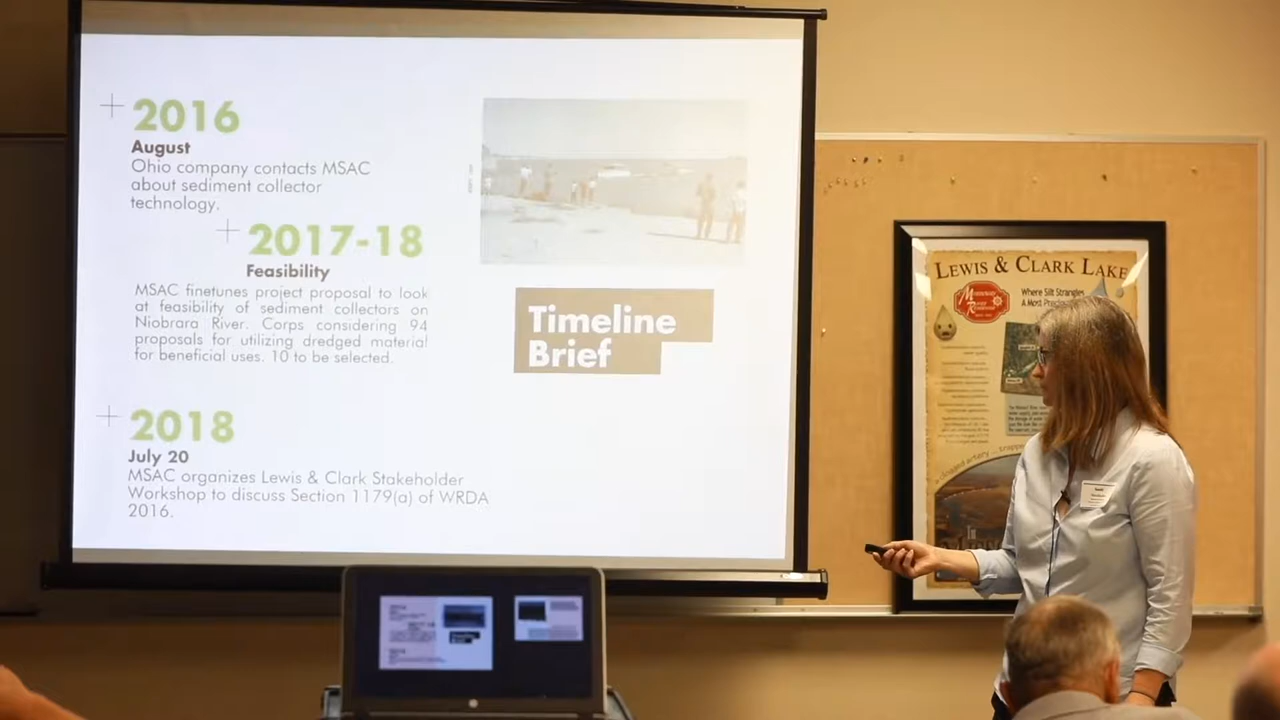 2016
August
Ohio company contacts MSAC
about sediment collector
technology.
2017-18
Feasibility
MSAC finetunes project proposal to look
at feasibility of sediment collectors on
Niobrara River. Corps considering 94
proposals for utilizing dredged material
for beneficial uses. 10 to be selected.
2018
July 20
MSAC organizes Lewis & Clark Stakeholder
Workshop to discuss Section 1179(a) of WRDA
2016.
Timeline
Brief
LEWIS & CLARK LAKE
Where Silt Strangles
A Most